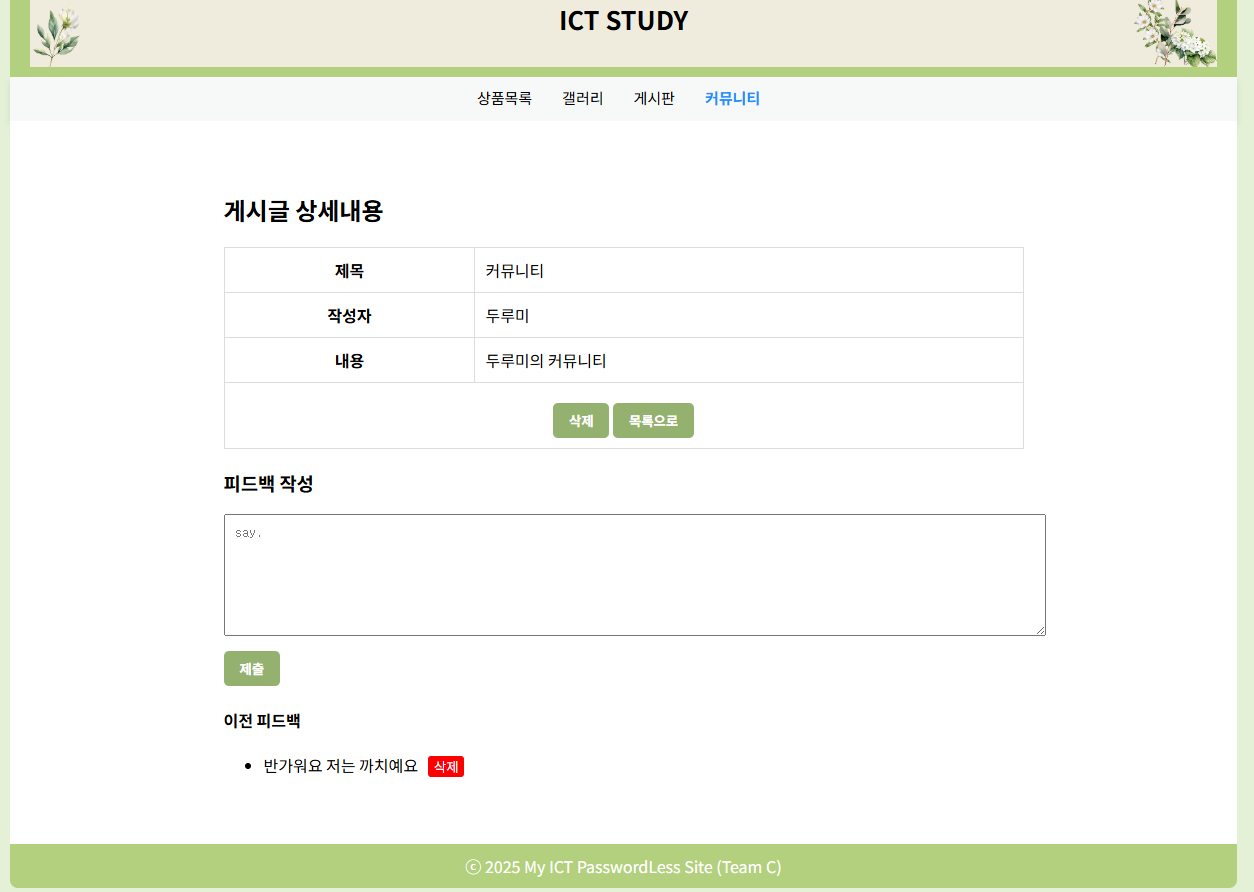 ICT STUDY
상품목록 갤러리 게시판 커뮤니티
게시글 상세내용
제목 커뮤니티
작성자 두루미
내용 두루미의 커뮤니티
삭제 목록으로
피드백 작성
say.
제출
이전 피드백
• 반가워요 저는 까치예요 삭제
ⓒ 2025 My ICT PasswordLess Site (Team C)